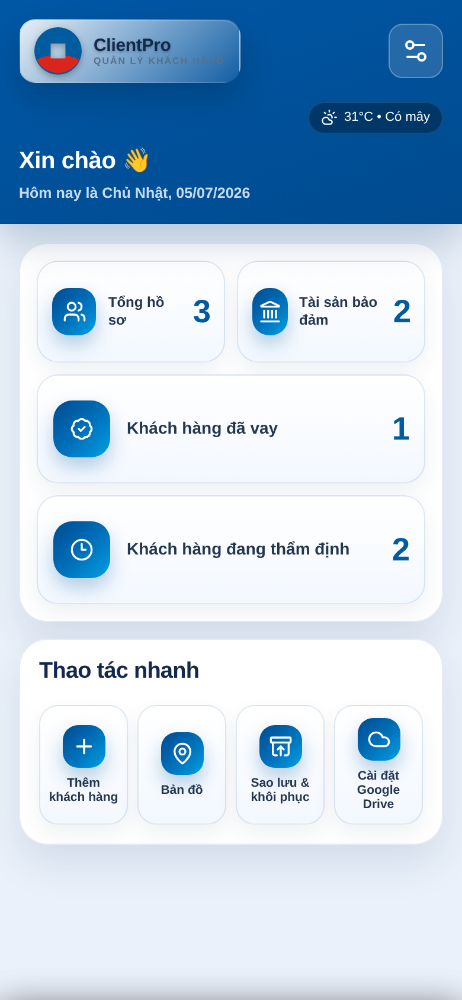 ClientPro
QUẢN LÝ KHÁCH HÀNG
31°C • Có mây
Xin chào 👋
Hôm nay là Chủ Nhật, 05/07/2026
Tổng hồ
sơ
3
Tài sản bảo
đảm
2
Khách hàng đã vay
1
Khách hàng đang thẩm định
2
Thao tác nhanh
Thêm
khách hàng
Bản đồ
Sao lưu &
khôi phục
Cài đặt
Google
Drive